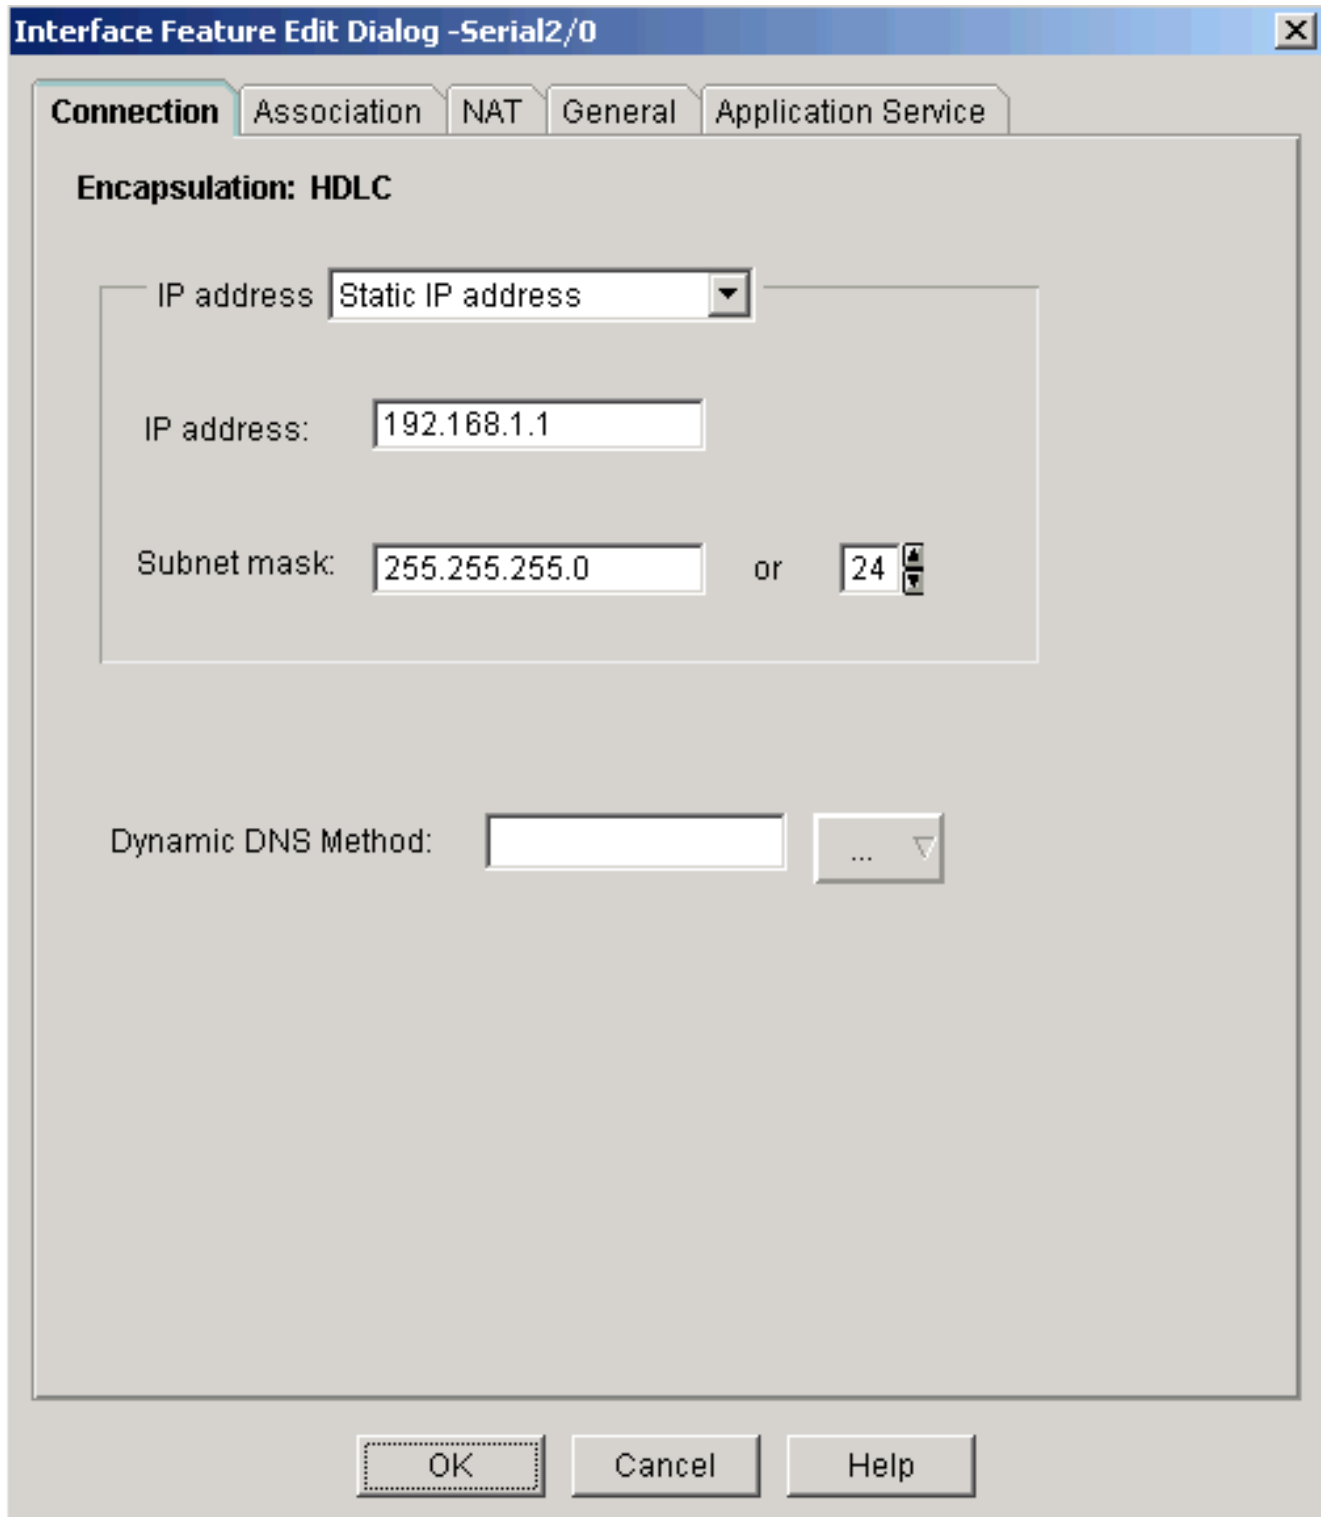 Interface Feature Edit Dialog -Serial2/0
Connection Association NAT General Application Service
Encapsulation: HDLC
IP address Static IP address
IP address: 192.168.1.1
Subnet mask: 255.255.255.0 or 24
Dynamic DNS Method: ...
OK Cancel Help